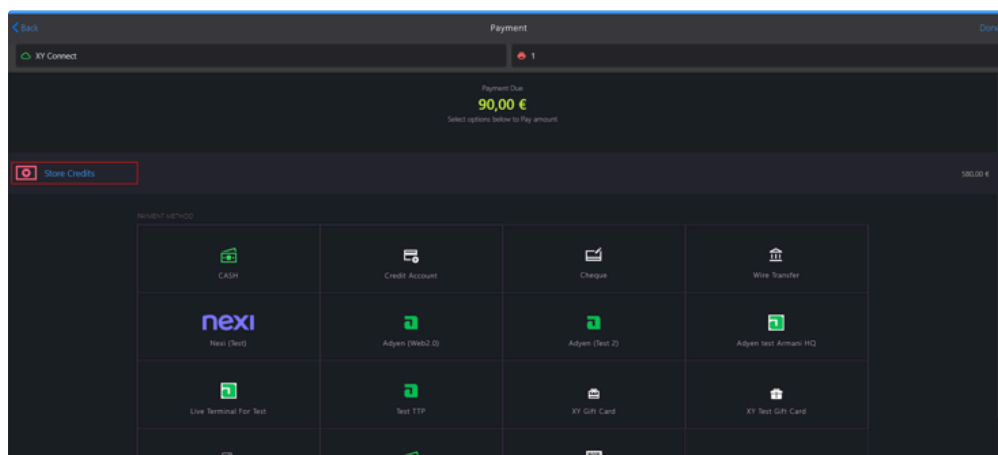 Back
Payment
Done
XY Connect
1
Payment Due
90,00 €
Select options below to Pay amount
Store Credits
580,00 €
PAYMENT METHOD
CASH
Credit Account
Cheque
Wire Transfer
nexi
Nexi (Test)
Adyen (Web2.0)
Adyen (Test 2)
Adyen test Armani HQ
Live Terminal For Test
Test TTP
XY Gift Card
XY Test Gift Card